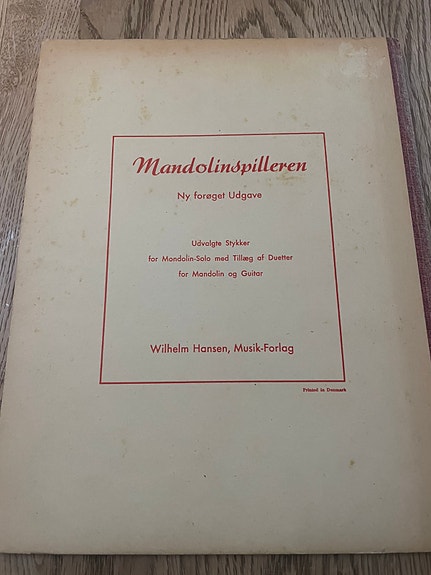 Mandolinspilleren
Ny forøget Udgave
Udvalgte Stykker
for Mondolin-Solo med Tillæg af Duetter
for Mandolin og Guitar
Wilhelm Hansen, Musik-Forlag
Printed in Denmark